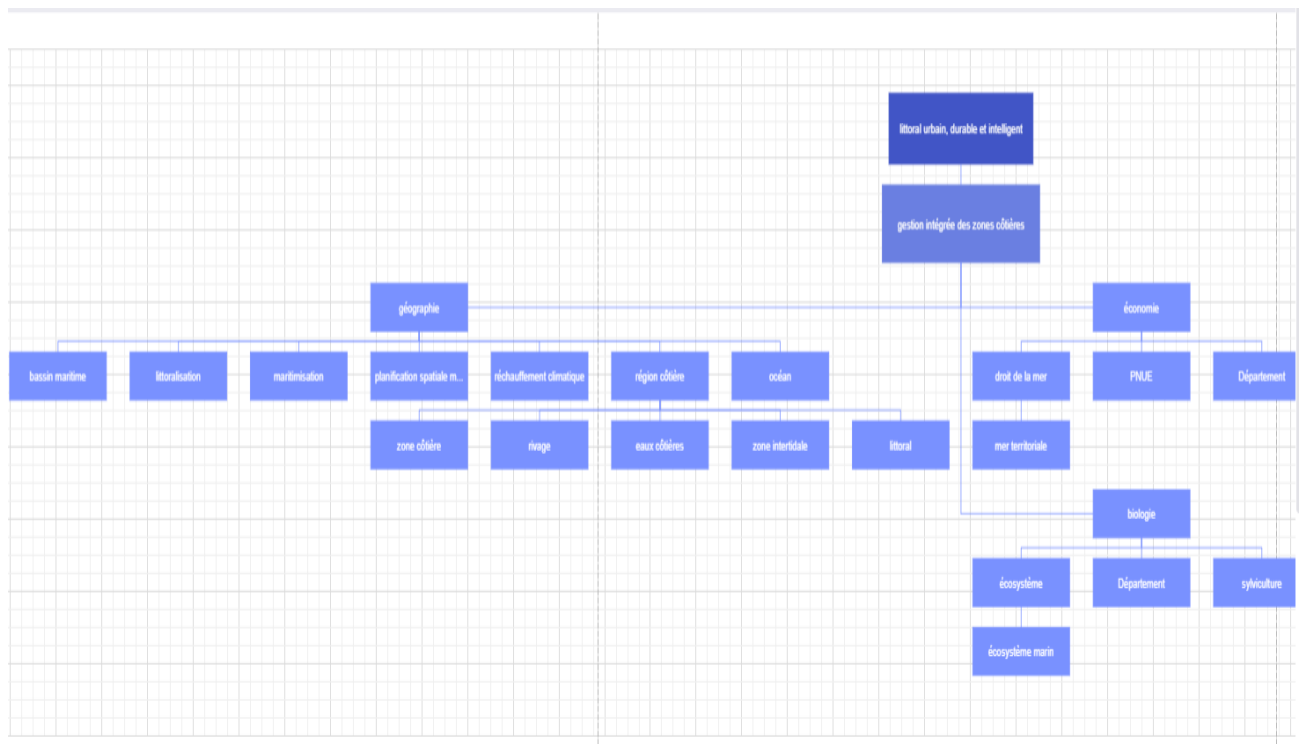 littoral urbain, durable et intelligent
gestion intégrée des zones côtières
géographie
économie
bassin maritime
littoralisation
maritimisation
planification spatiale m...
réchauffement climatique
région côtière
océan
droit de la mer
PNUE
Département
zone côtière
rivage
eaux côtières
zone intertidale
littoral
mer territoriale
biologie
écosystème
Département
sylviculture
écosystème marin